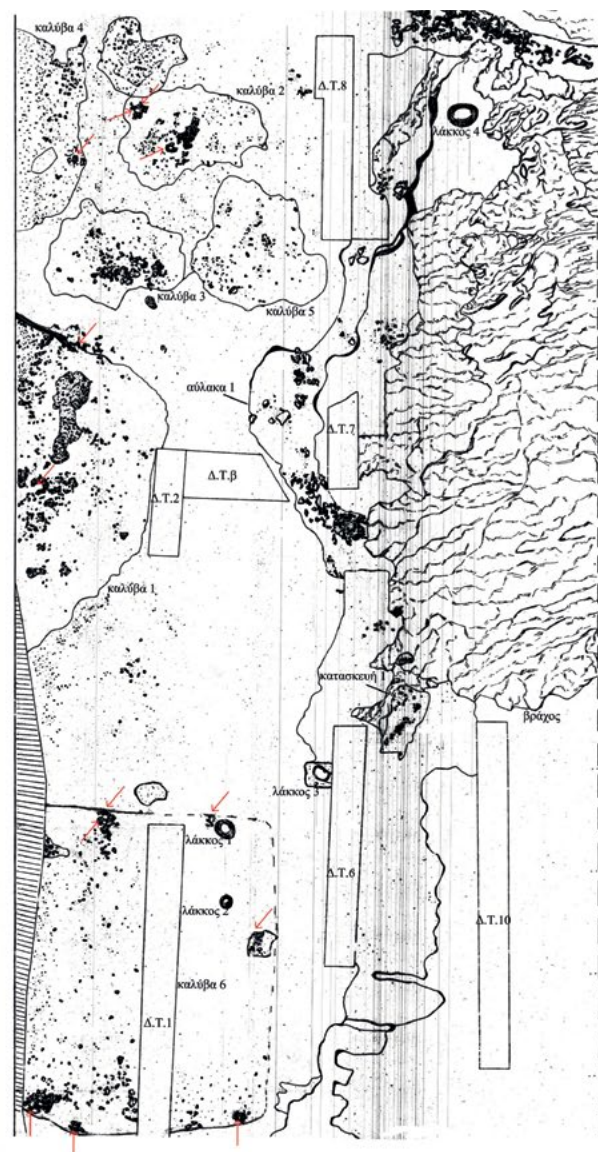 καλύβα 4
Δ.Τ.8
καλύβα 2
λάκκος 4
καλύβα 3
καλύβα 5
αύλακα 1
Δ.Τ.7
Δ.Τ.β
Δ.Τ.2
καλύβα 1
κατασκευή
βράχος
λάκκος 3
λάκκος 1
Δ.Τ.6
Δ.Τ.10
λάκκος 2
καλύβα 6
Δ.Τ.1